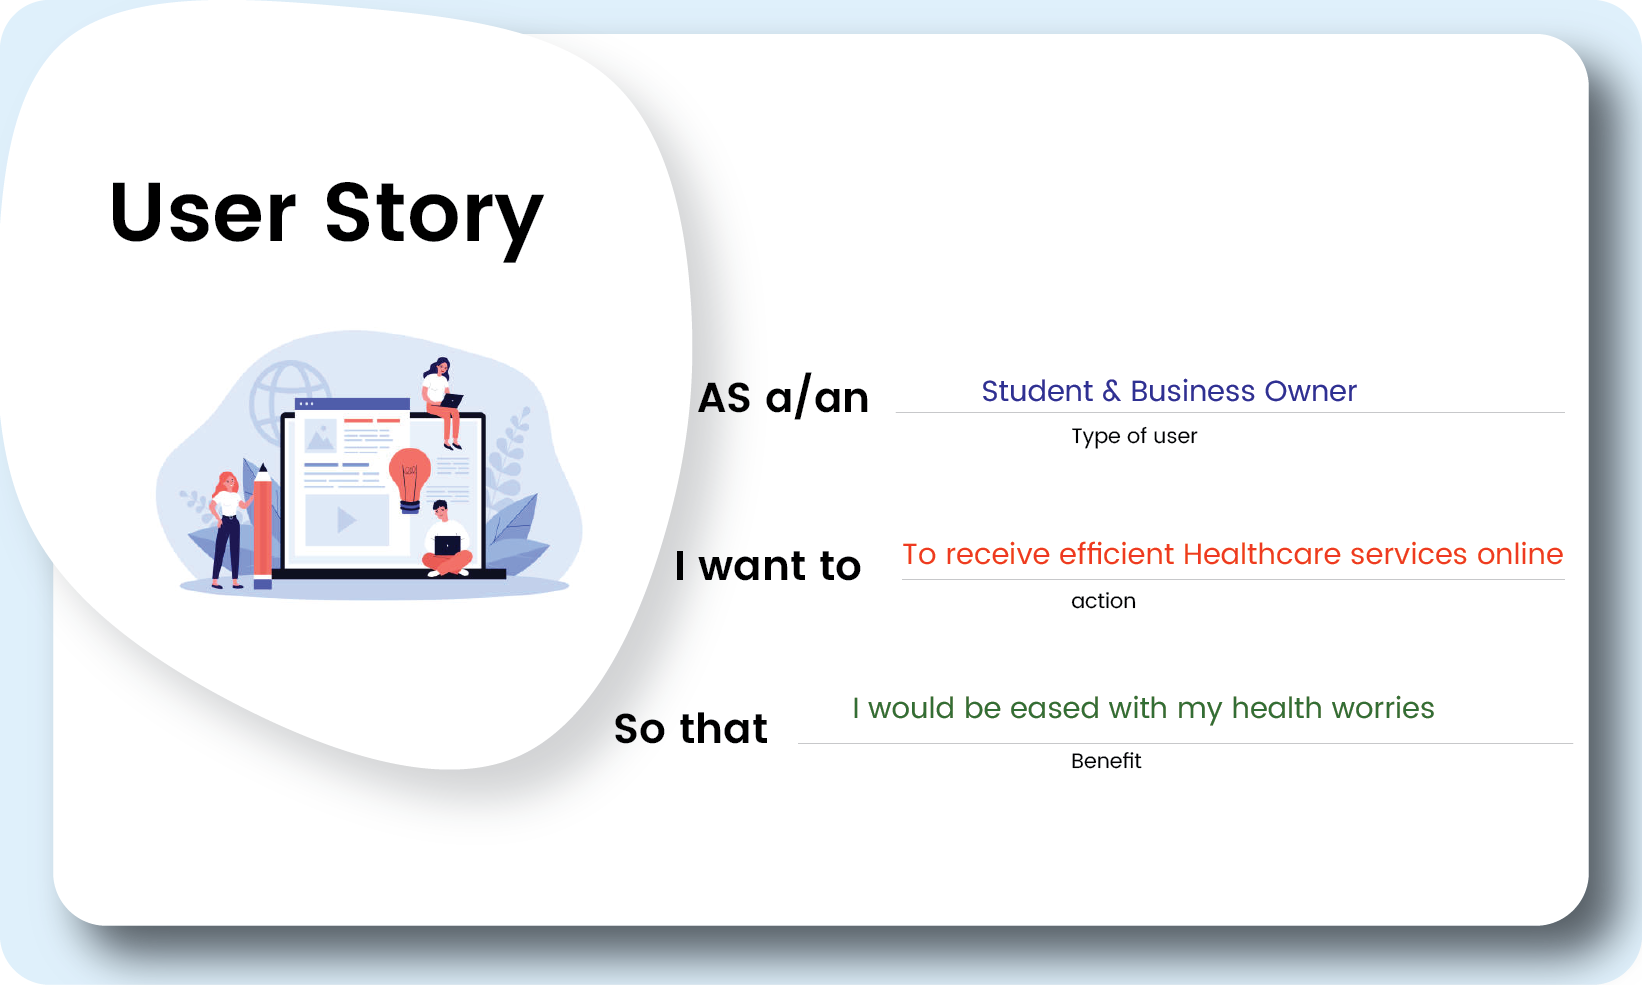 User Story
AS a/an Student & Business Owner
Type of user
I want to To receive efficient Healthcare services online
action
So that I would be eased with my health worries
Benefit